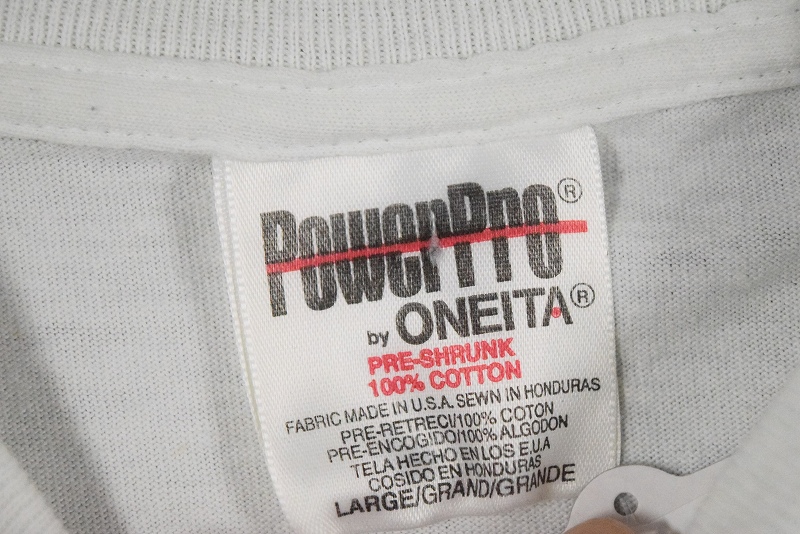 PowerPro®
by ONEITA®
PRE-SHRUNK
100% COTTON
FABRIC MADE IN U.S.A. SEWN IN HONDURAS
PRE-RETRECI/100% COTON
PRE-ENCOGIDO/100% ALGODON
TELA HECHO EN LOS E.U.A
COSIDO EN HONDURAS
LARGE/GRAND/GRANDE